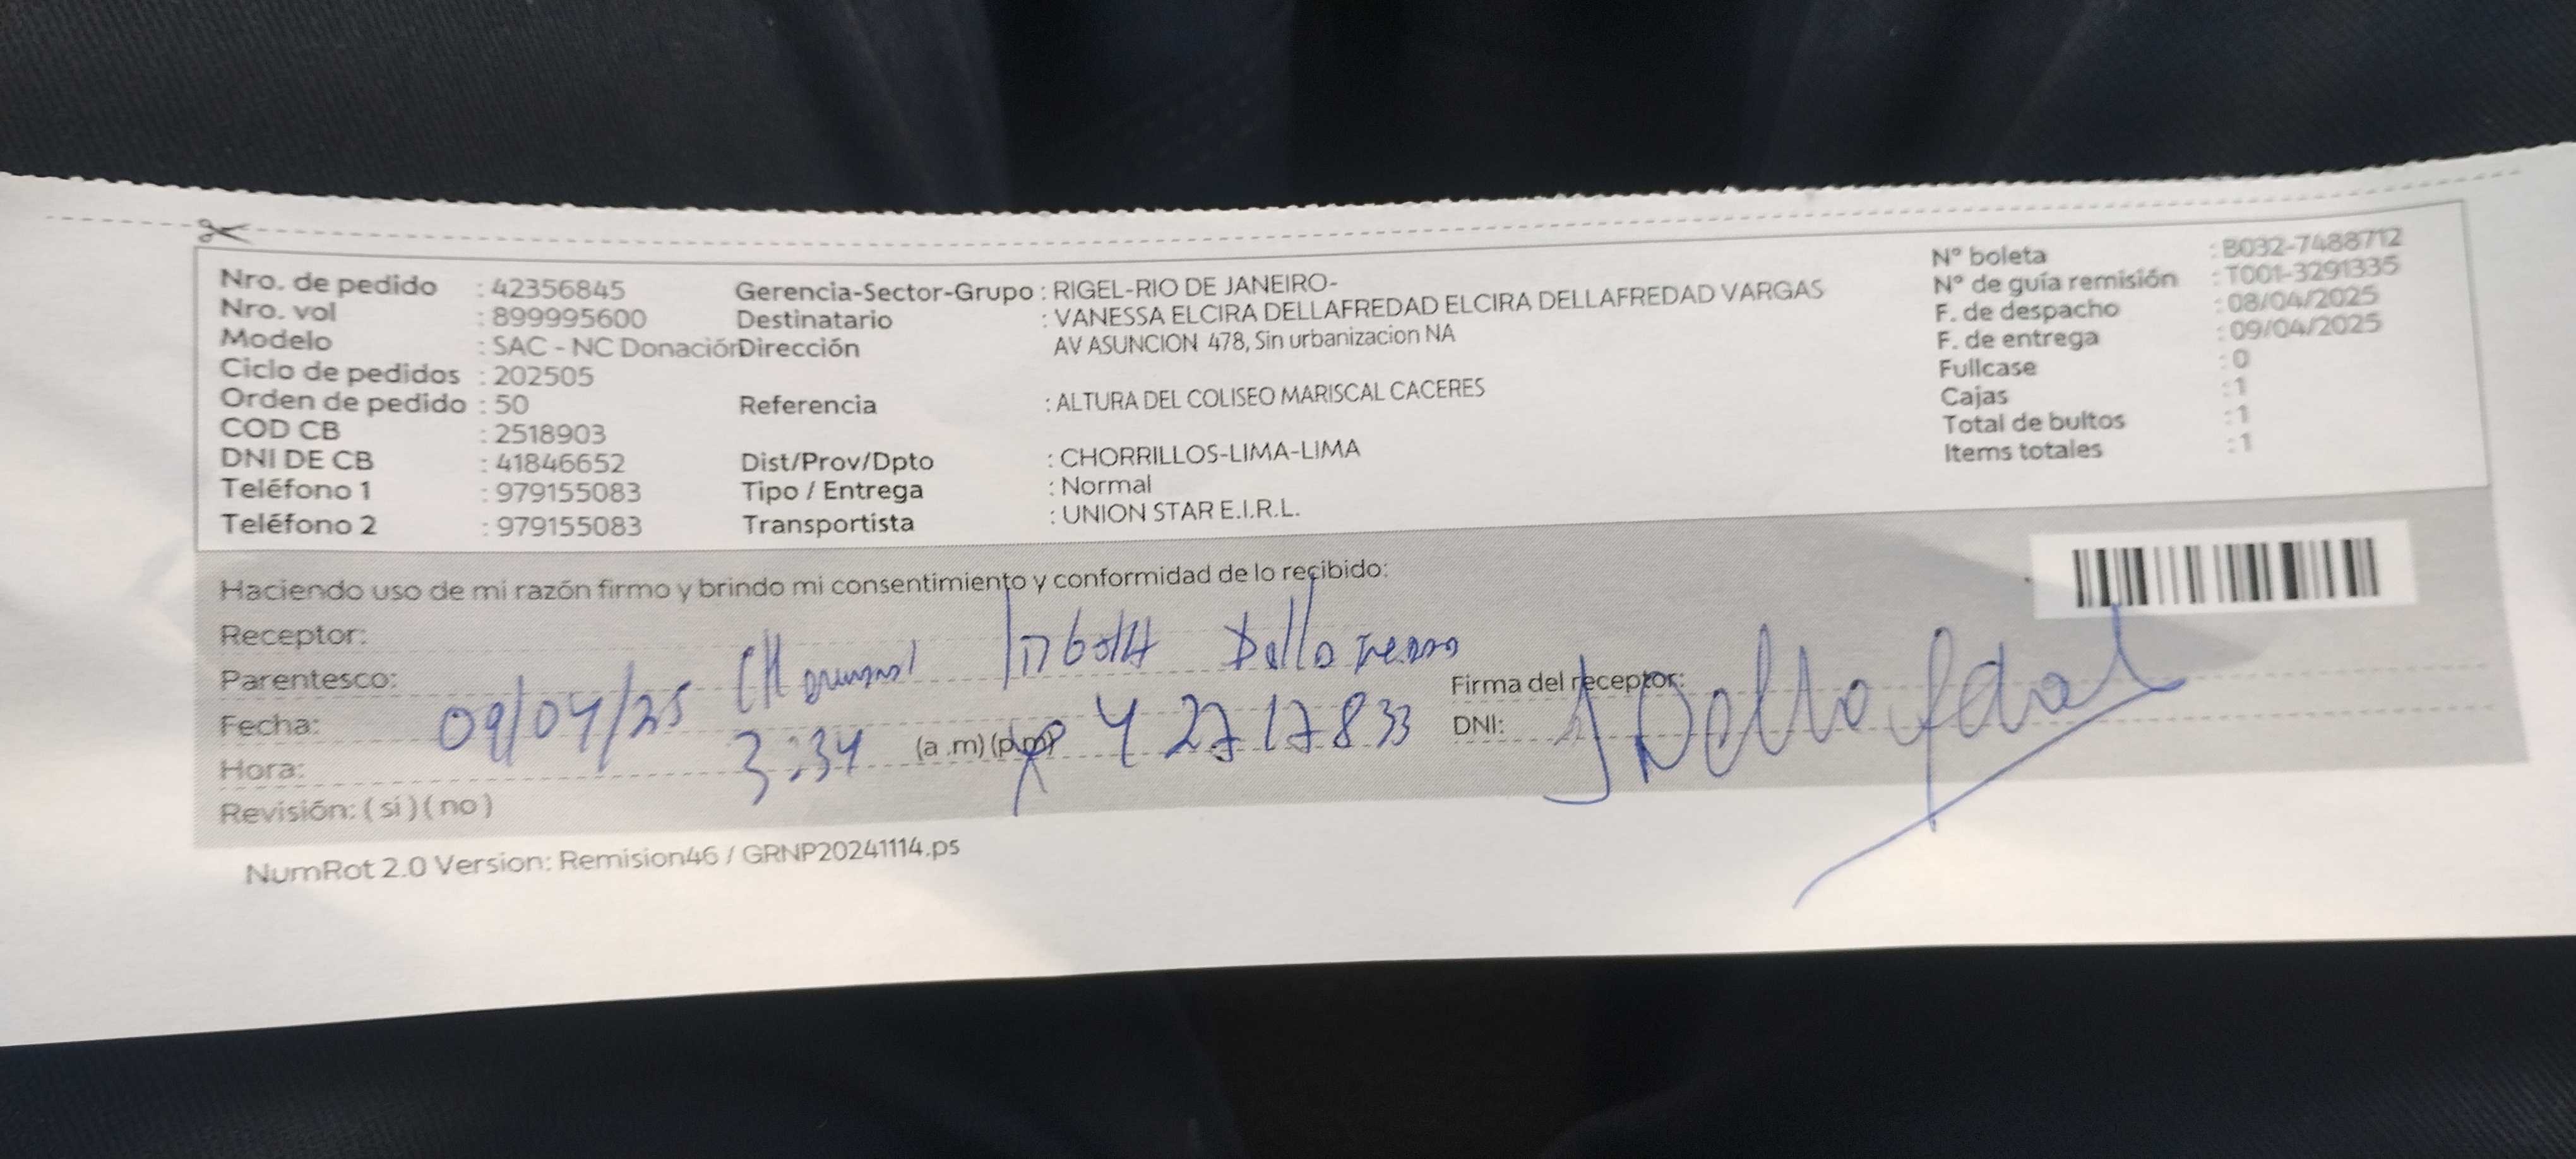 Nro. de pedido : 42356845
Nro. vol : 899995600
Modelo : SAC - NC Donación
Ciclo de pedidos : 202505
Orden de pedido : 50
COD CB : 2518903
DNI DE CB : 41846652
Teléfono 1 : 979155083
Teléfono 2 : 979155083
Gerencia-Sector-Grupo : RIGEL-RIO DE JANEIRO-
Destinatario : VANESSA ELCIRA DELLAFREDAD ELCIRA DELLAFREDAD VARGAS
Dirección AV ASUNCION 478, Sin urbanizacion NA
Referencia : ALTURA DEL COLISEO MARISCAL CACERES
Dist/Prov/Dpto : CHORRILLOS-LIMA-LIMA
Tipo / Entrega : Normal
Transportista : UNION STAR E.I.R.L.
N° boleta : B032-7488712
N° de guía remisión : T001-3291335
F. de despacho : 08/04/2025
F. de entrega : 09/04/2025
Fullcase : 0
Cajas : 1
Total de bultos : 1
Items totales : 1
Haciendo uso de mi razón firmo y brindo mi consentimiento y conformidad de lo recibido:
Receptor:
Parentesco:
Fecha: 09/04/25
Hora: 3:34 (a .m) (p.m)
42717833
Firma del receptor:
DNI:
Revisión: ( si ) ( no )
NumRot 2.0 Version: Remision46 / GRNP20241114.ps